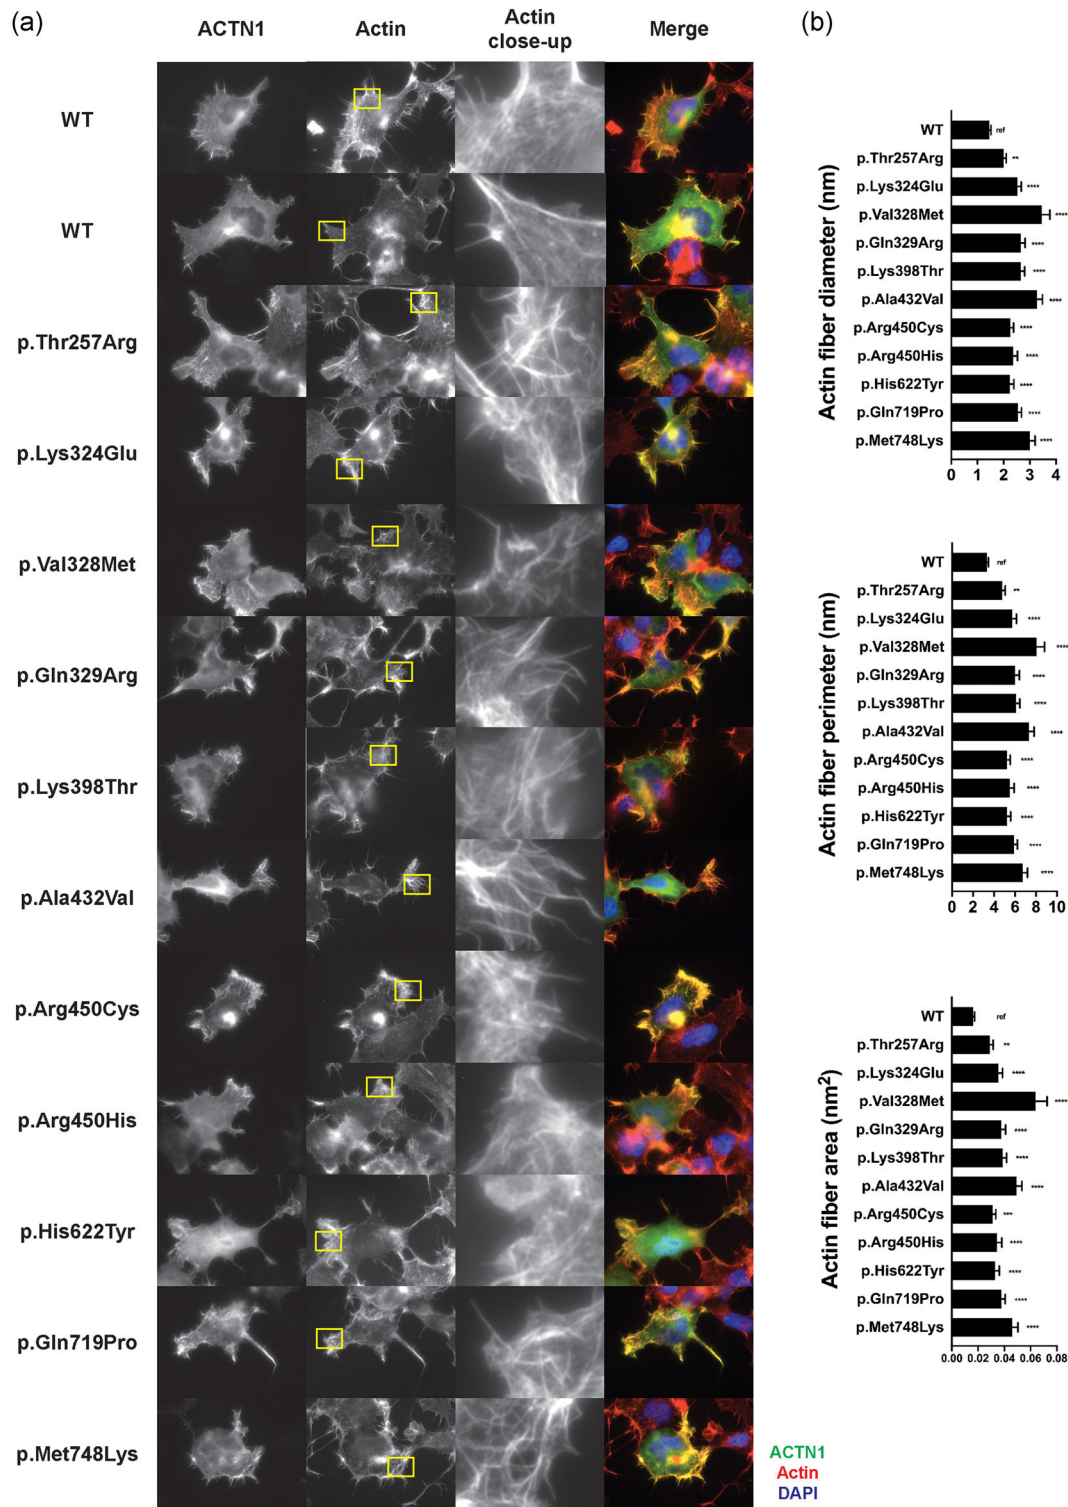 (a)
ACTN1
Actin
Actin
close-up
Merge
WT
WT
p.Thr257Arg
p.Lys324Glu
p.Val328Met
p.Gln329Arg
p.Lys398Thr
p.Ala432Val
p.Arg450Cys
p.Arg450His
p.His622Tyr
p.Gln719Pro
p.Met748Lys
ACTN1
Actin
DAPI
(b)
Actin fiber diameter (nm)
WT ref
p.Thr257Arg **
p.Lys324Glu ****
p.Val328Met ****
p.Gln329Arg ****
p.Lys398Thr ****
p.Ala432Val ****
p.Arg450Cys ****
p.Arg450His ****
p.His622Tyr ****
p.Gln719Pro ****
p.Met748Lys ****
0 1 2 3 4
Actin fiber perimeter (nm)
WT ref
p.Thr257Arg **
p.Lys324Glu ****
p.Val328Met ****
p.Gln329Arg ****
p.Lys398Thr ****
p.Ala432Val ****
p.Arg450Cys ****
p.Arg450His ****
p.His622Tyr ****
p.Gln719Pro ****
p.Met748Lys ****
0 2 4 6 8 10
Actin fiber area (nm²)
WT ref
p.Thr257Arg **
p.Lys324Glu ****
p.Val328Met ****
p.Gln329Arg ****
p.Lys398Thr ****
p.Ala432Val ****
p.Arg450Cys ***
p.Arg450His ****
p.His622Tyr ****
p.Gln719Pro ****
p.Met748Lys ****
0.00 0.02 0.04 0.06 0.08